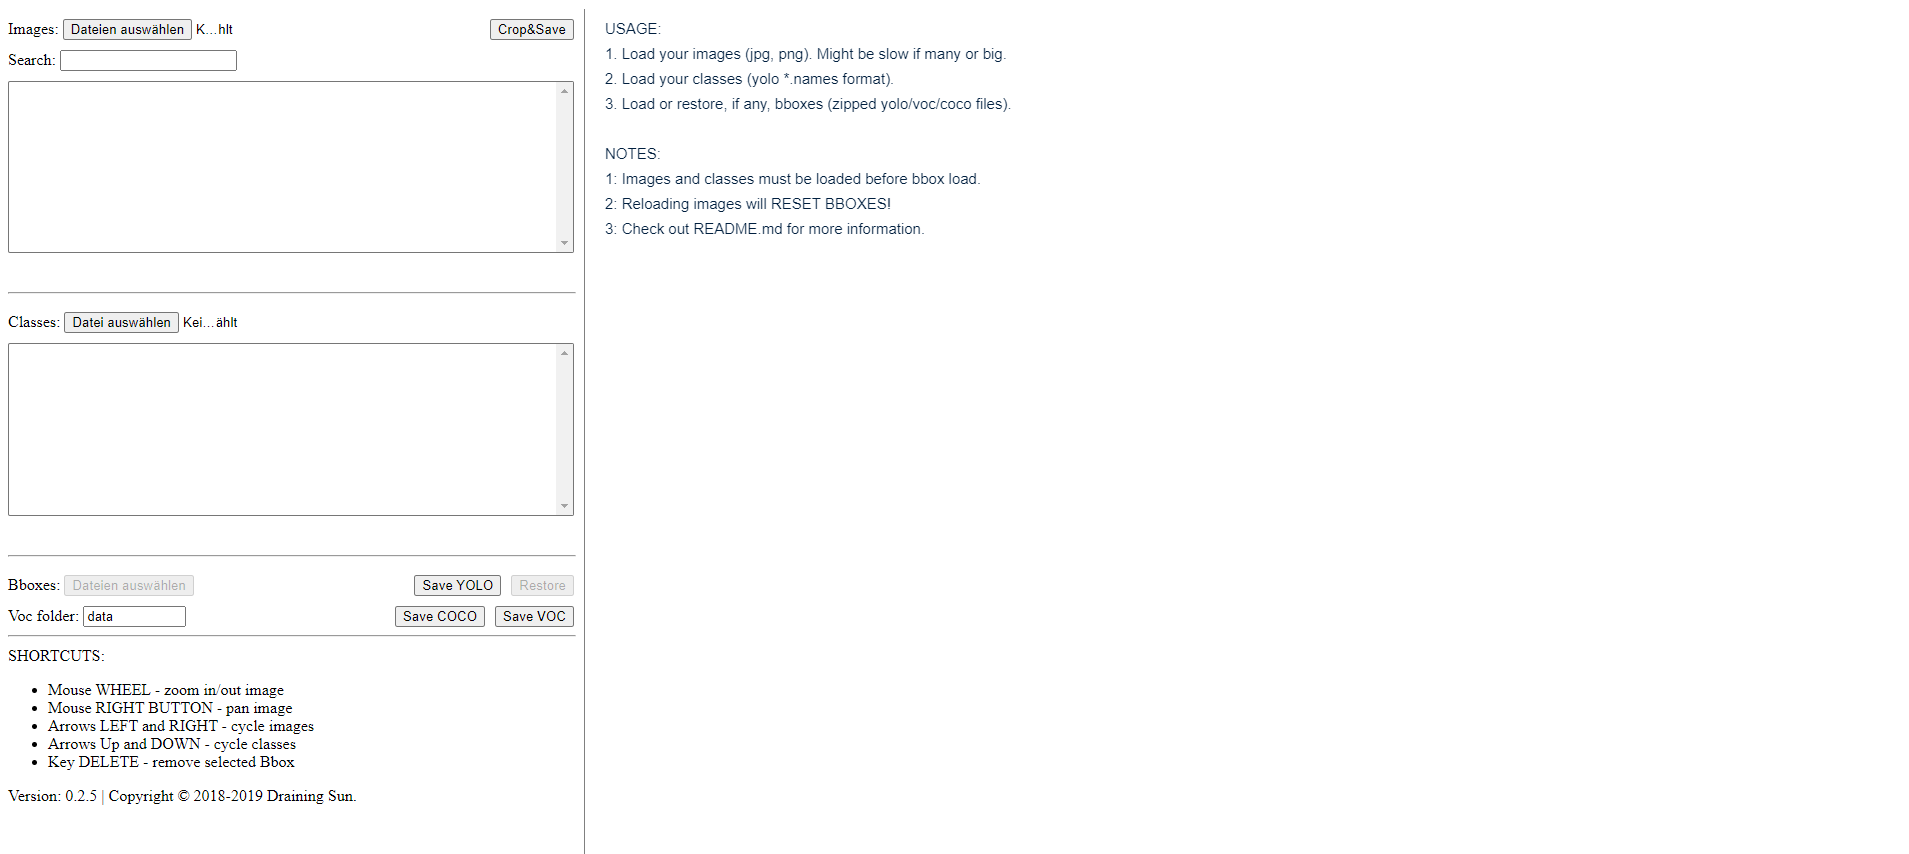 Images: Dateien auswählen K...hlt Crop&Save
Search:
Classes: Datei auswählen Kei...ählt
Bboxes: Dateien auswählen Save YOLO Restore
Voc folder: data Save COCO Save VOC
SHORTCUTS:
• Mouse WHEEL - zoom in/out image
• Mouse RIGHT BUTTON - pan image
• Arrows LEFT and RIGHT - cycle images
• Arrows Up and DOWN - cycle classes
• Key DELETE - remove selected Bbox
Version: 0.2.5 | Copyright © 2018-2019 Draining Sun.
USAGE:
1. Load your images (jpg, png). Might be slow if many or big.
2. Load your classes (yolo *.names format).
3. Load or restore, if any, bboxes (zipped yolo/voc/coco files).
NOTES:
1: Images and classes must be loaded before bbox load.
2: Reloading images will RESET BBOXES!
3: Check out README.md for more information.